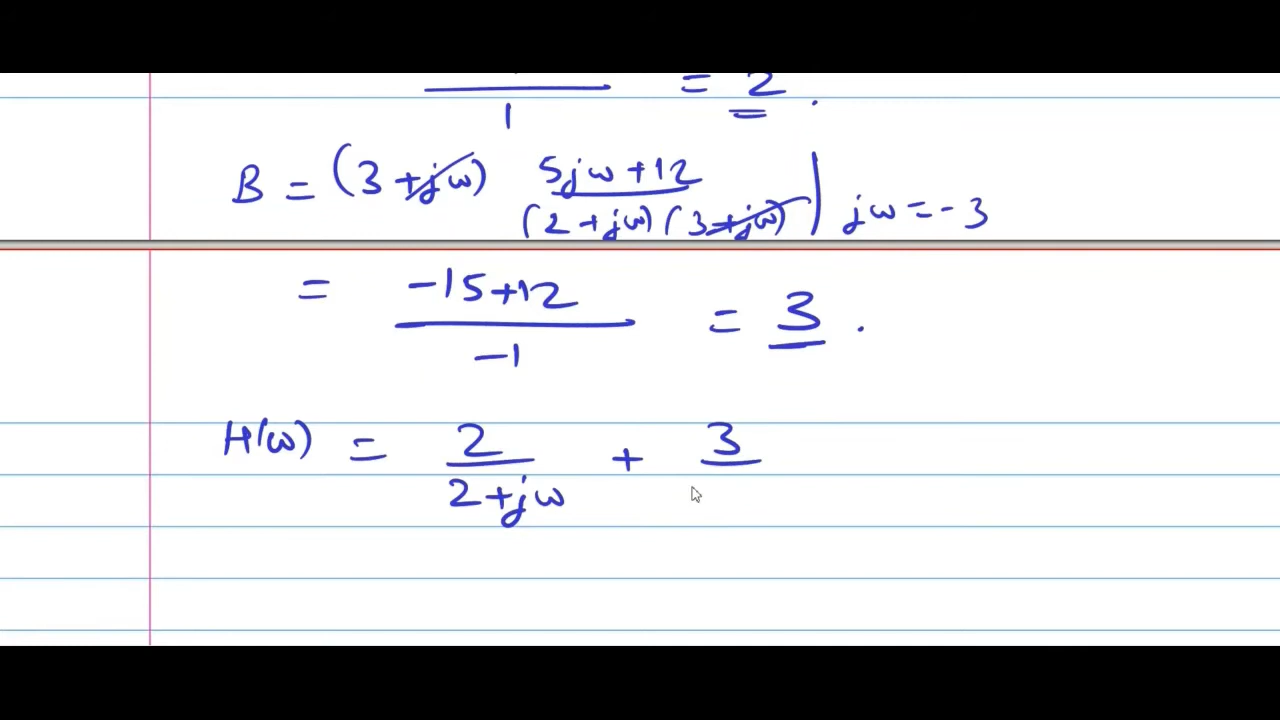 = 2 .
1
B = (3 + jω) 5jω + 12
(2 + jω) (3 + jω) | jω = -3
= -15 + 12 = 3 .
-1
H(ω) = 2 + 3
2 + jω